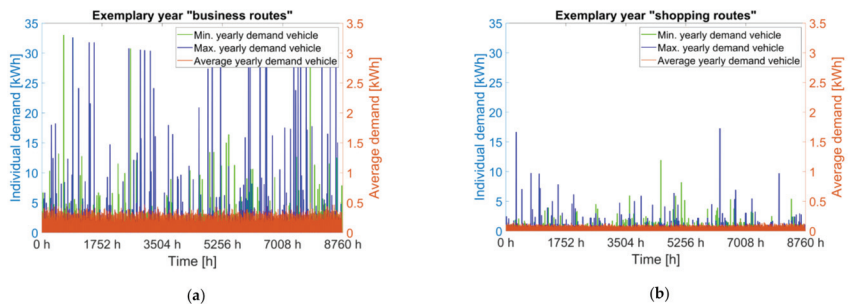 Exemplary year "business routes"
Individual demand [kWh]
35
30
25
20
15
10
5
0
Min. yearly demand vehicle
Max. yearly demand vehicle
Average yearly demand vehicle
3.5
3
2.5
2
1.5
1
0.5
0
Average demand [kWh]
0 h 1752 h 3504 h 5256 h 7008 h 8760 h
Time [h]
(a)
Exemplary year "shopping routes"
Individual demand [kWh]
35
30
25
20
15
10
5
0
Min. yearly demand vehicle
Max. yearly demand vehicle
Average yearly demand vehicle
3.5
3
2.5
2
1.5
1
0.5
0
Average demand [kWh]
0 h 1752 h 3504 h 5256 h 7008 h 8760 h
Time [h]
(b)